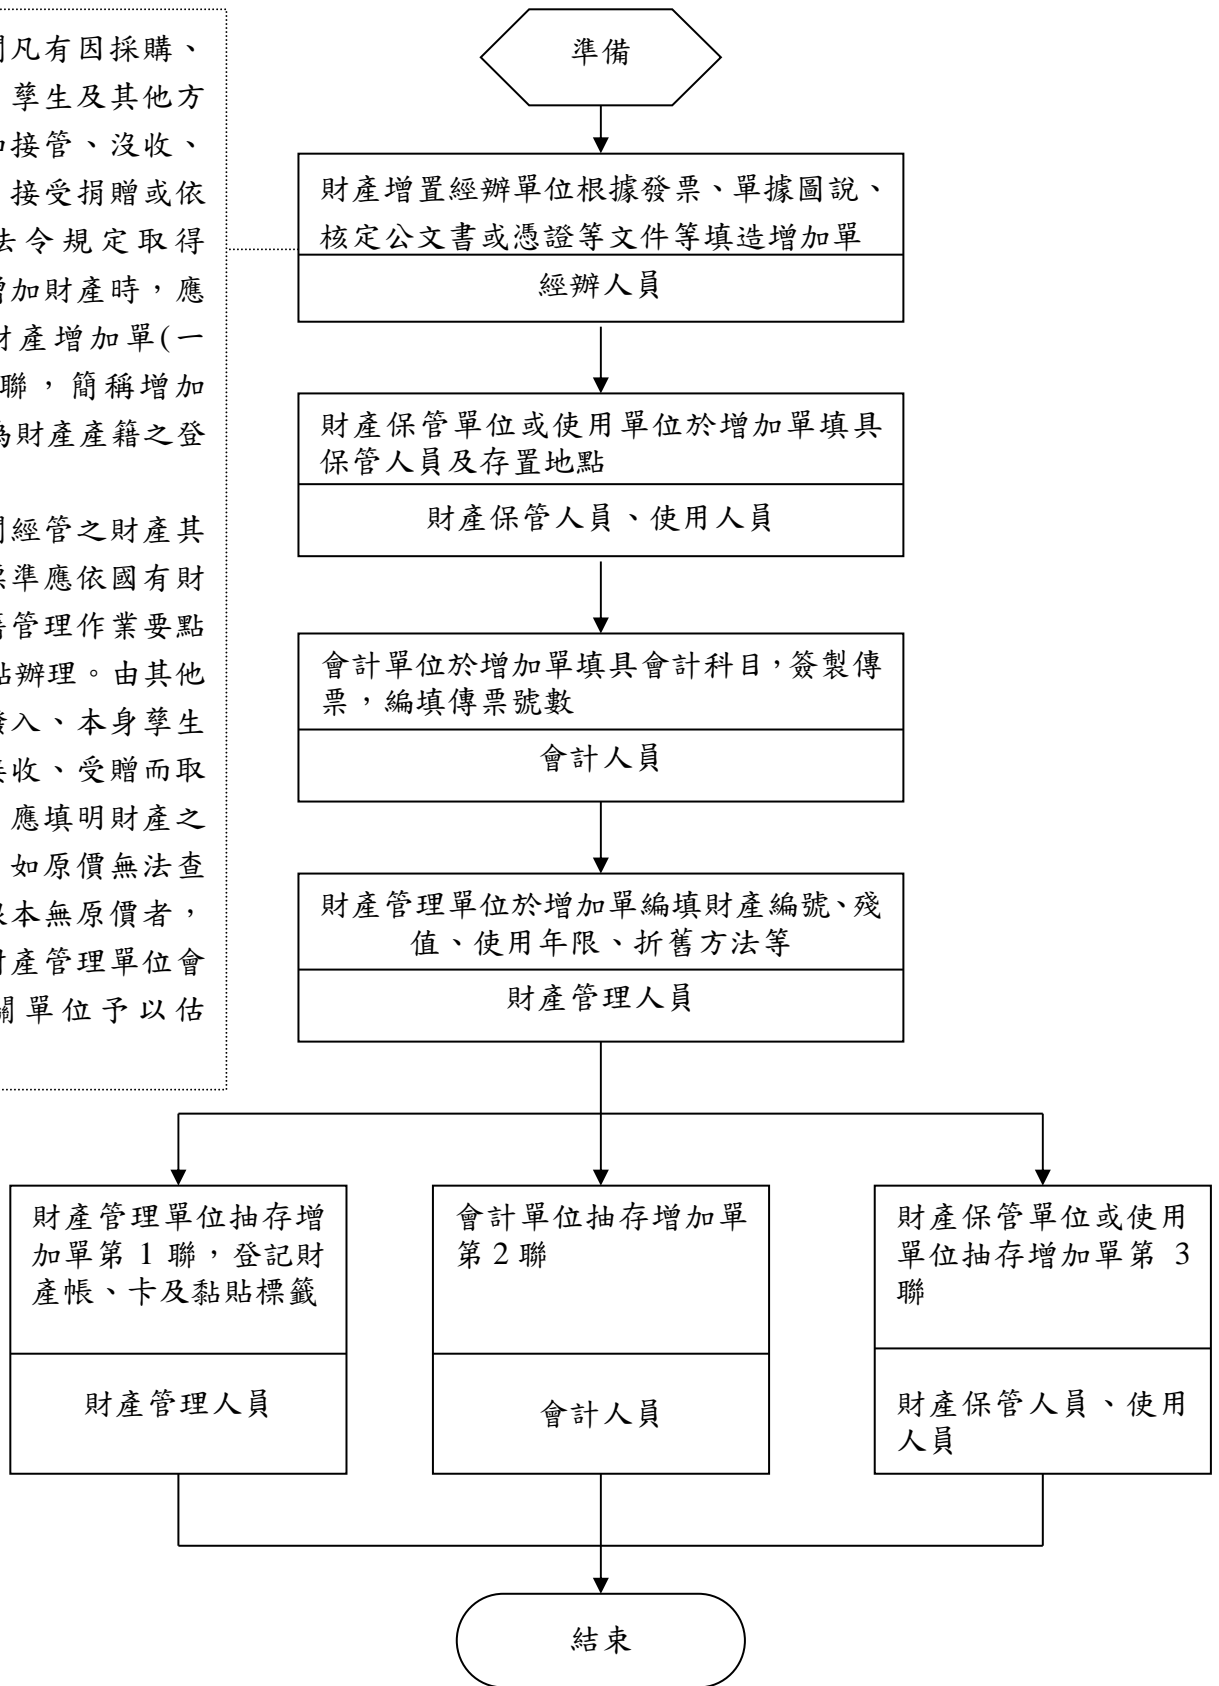 關凡有因採購、
、孳生及其他方
如接管、沒收、
、接受捐贈或依
法令規定取得
增加財產時，應
財產增加單(一
聯，簡稱增加
為財產產籍之登
關經管之財產其
標準應依國有財
籍管理作業要點
點辦理。由其他
撥入、本身孳生
接收、受贈而取
，應填明財產之
，如原價無法查
根本無原價者，
財產管理單位會
關單位予以估
準備
財產增置經辦單位根據發票、單據圖說、
核定公文書或憑證等文件等填造增加單
經辦人員
財產保管單位或使用單位於增加單填具
保管人員及存置地點
財產保管人員、使用人員
會計單位於增加單填具會計科目，簽製傳
票，編填傳票號數
會計人員
財產管理單位於增加單編填財產編號、殘
值、使用年限、折舊方法等
財產管理人員
財產管理單位抽存增
加單第 1 聯，登記財
產帳、卡及黏貼標籤
財產管理人員
會計單位抽存增加單
第 2 聯
會計人員
財產保管單位或使用
單位抽存增加單第 3
聯
財產保管人員、使用
人員
結束